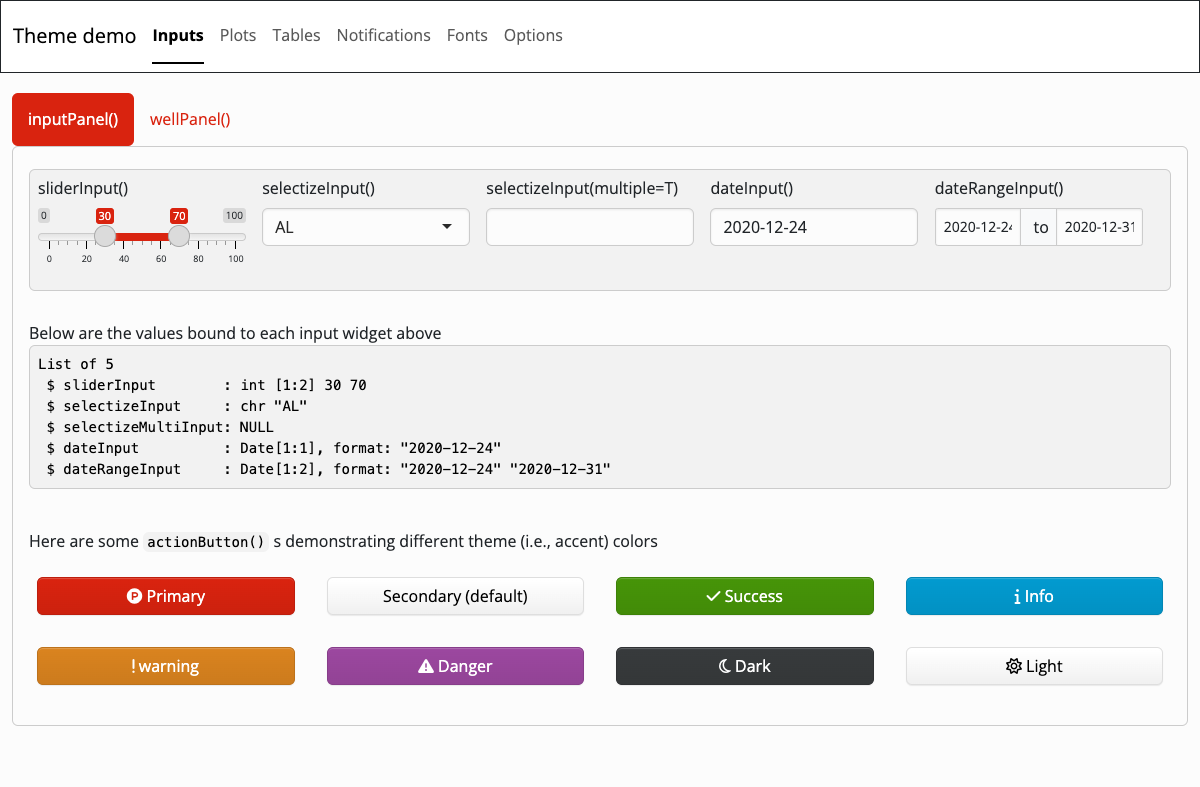 Theme demo Inputs Plots Tables Notifications Fonts Options
inputPanel() wellPanel()
sliderInput() selectizeInput() selectizeInput(multiple=T) dateInput() dateRangeInput()
0 30 70 100
AL 2020-12-24 2020-12-24 to 2020-12-31
0 20 40 60 80 100
Below are the values bound to each input widget above
List of 5
 $ sliderInput        : int [1:2] 30 70
 $ selectizeInput     : chr "AL"
 $ selectizeMultiInput: NULL
 $ dateInput          : Date[1:1], format: "2020-12-24"
 $ dateRangeInput     : Date[1:2], format: "2020-12-24" "2020-12-31"
Here are some actionButton() s demonstrating different theme (i.e., accent) colors
Primary Secondary (default) Success Info
warning Danger Dark Light